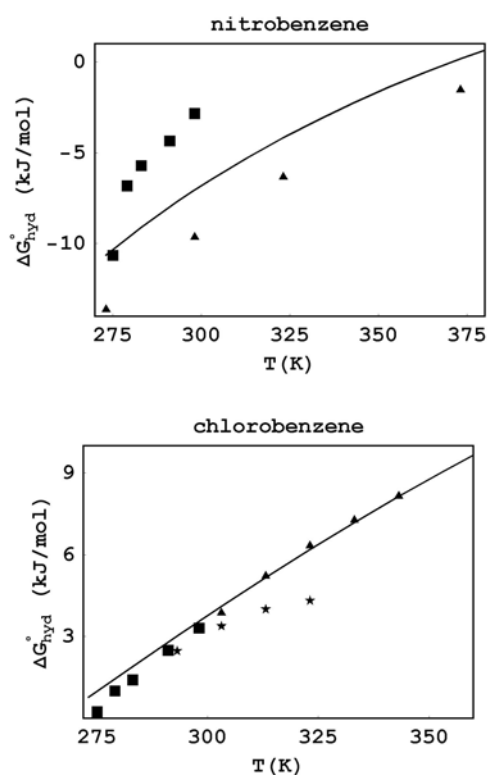 nitrobenzene
0
-5
-10
ΔG°hyd (kJ/mol)
275 300 325 350 375
T(K)
chlorobenzene
9
6
3
ΔG°hyd (kJ/mol)
275 300 325 350
T(K)